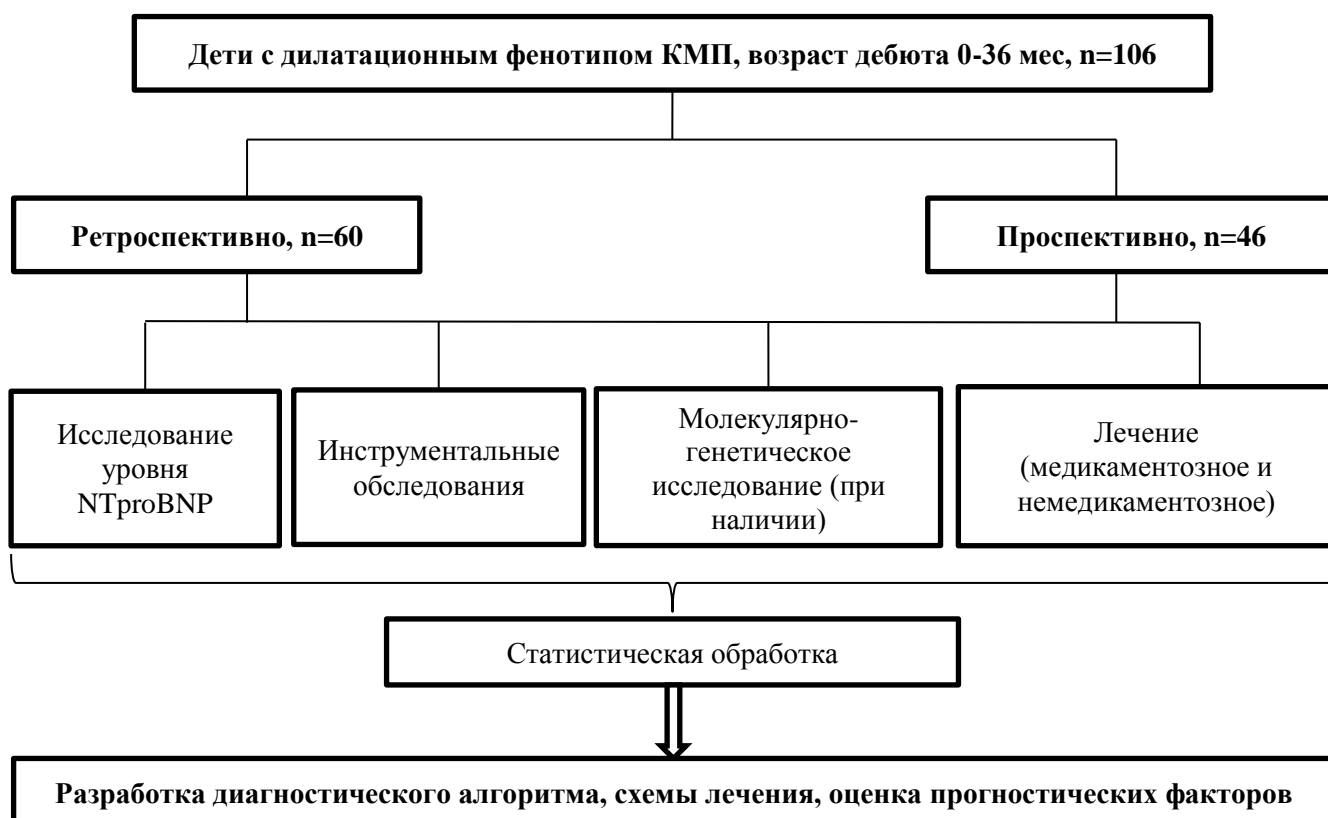 Дети с дилатационным фенотипом КМП, возраст дебюта 0-36 мес, n=106
Ретроспективно, n=60
Проспективно, n=46
Исследование
уровня
NTproBNP
Инструментальные
обследования
Молекулярно-
генетическое
исследование (при
наличии)
Лечение
(медикаментозное и
немедикаментозное)
Статистическая обработка
Разработка диагностического алгоритма, схемы лечения, оценка прогностических факторов